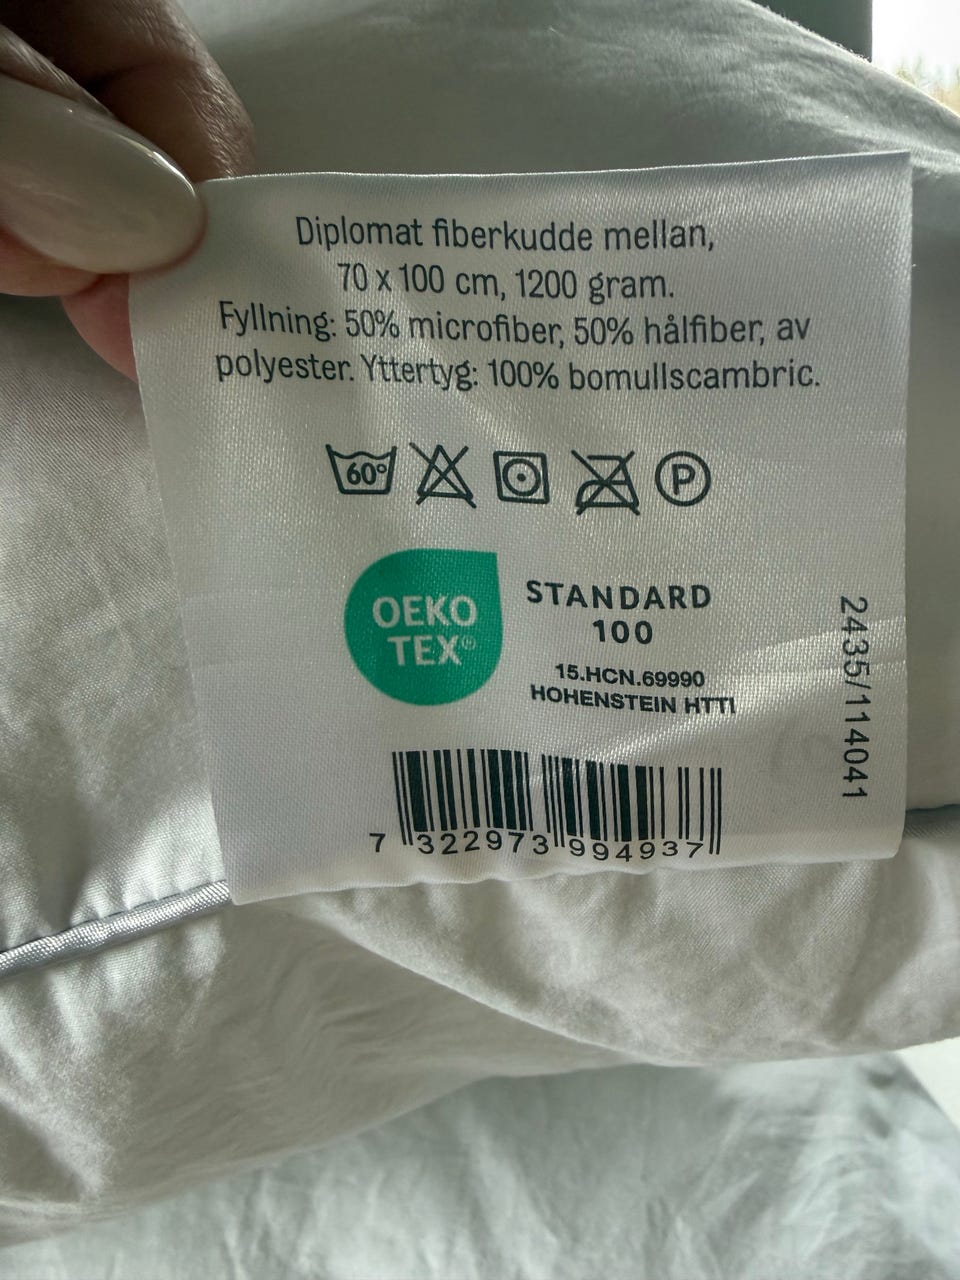 Diplomat fiberkudde mellan,
70 x 100 cm, 1200 gram.
Fyllning: 50% microfiber, 50% hålfiber, av
polyester. Yttertyg: 100% bomullscambric.
60°
P
OEKO
TEX®
STANDARD
100
15.HCN.69990
HOHENSTEIN HTTI
2435/114041
7 322973 994937